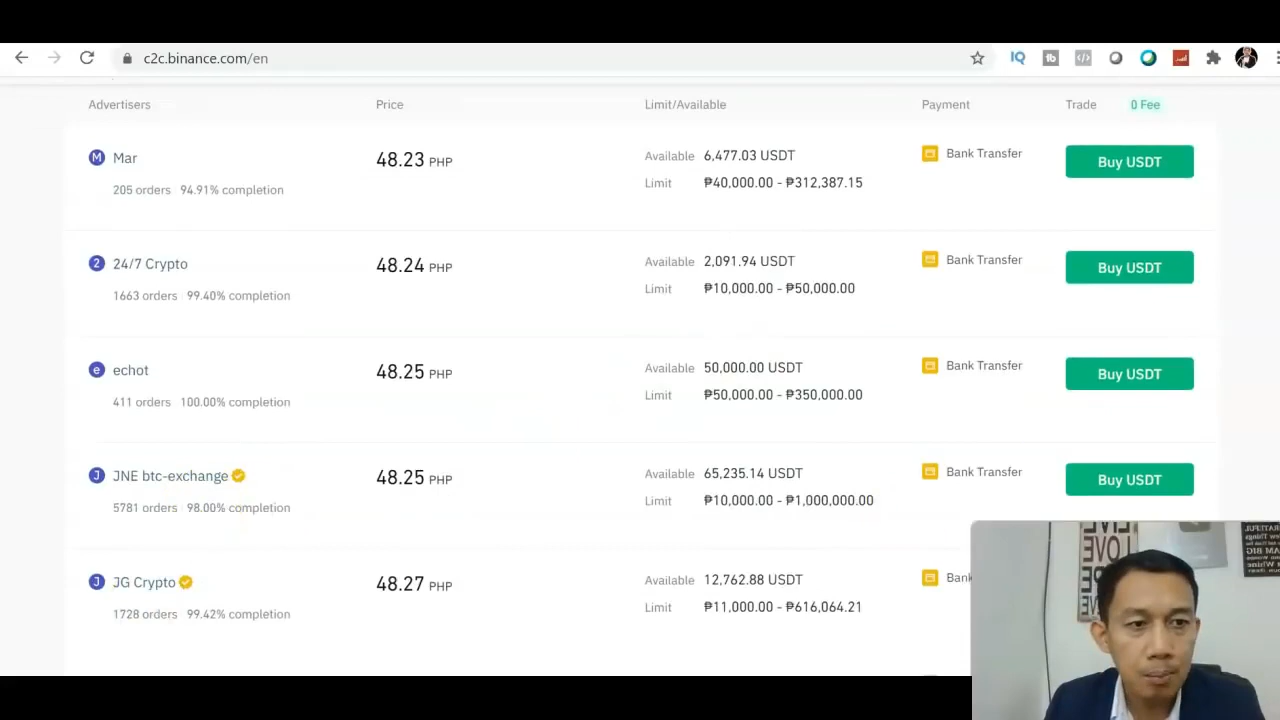 c2c.binance.com/en
Advertisers Price Limit/Available Payment Trade 0 Fee
M Mar 48.23 PHP Available 6,477.03 USDT Bank Transfer Buy USDT
205 orders 94.91% completion Limit ₱40,000.00 - ₱312,387.15
2 24/7 Crypto 48.24 PHP Available 2,091.94 USDT Bank Transfer Buy USDT
1663 orders 99.40% completion Limit ₱10,000.00 - ₱50,000.00
e echot 48.25 PHP Available 50,000.00 USDT Bank Transfer Buy USDT
411 orders 100.00% completion Limit ₱50,000.00 - ₱350,000.00
J JNE btc-exchange 48.25 PHP Available 65,235.14 USDT Bank Transfer Buy USDT
5781 orders 98.00% completion Limit ₱10,000.00 - ₱1,000,000.00
J JG Crypto 48.27 PHP Available 12,762.88 USDT Bank
1728 orders 99.42% completion Limit ₱11,000.00 - ₱616,064.21
IQ
LIVE
LOVE